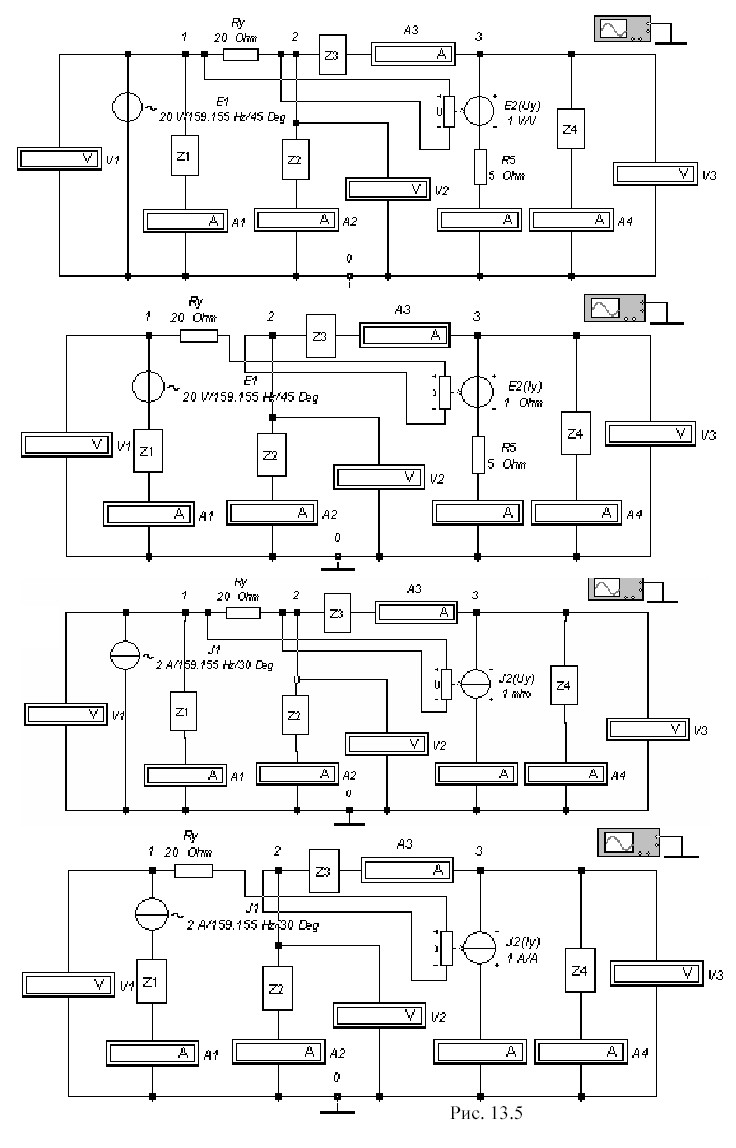 1 Ry 2 A3 3
20 Ohm
Z3 A
E1 E2(Uy)
20 V/159.155 Hz/45 Deg U 1 V/V
Z1 Z2 Z4
V V1 R5 V V3
5 Ohm
V V2
A A1 A A2 A A A4
0
1 Ry 2 A3 3
20 Ohm
Z3 A
E1 E2(Iy)
20 V/159.155 Hz/45 Deg 1 Ohm
V V1 Z1 Z2 R5 Z4 V V3
5 Ohm
V V2
A A1 A A2 A A A4
0
1 Ry 2 A3 3
20 Ohm
Z3 A
J1 J2(Uy)
2 A/159.155 Hz/30 Deg U 1 mho
V V1 Z1 Z2 Z4
V V3
V V2
A A1 A A2 A A A4
0
1 Ry 2 A3 3
20 Ohm
Z3 A
J1 J2(Iy)
2 A/159.155 Hz/30 Deg 1 A/A
V V1 Z1 Z2 Z4 V V3
V V2
A A1 A A2 A A A4
0
Рис. 13.5